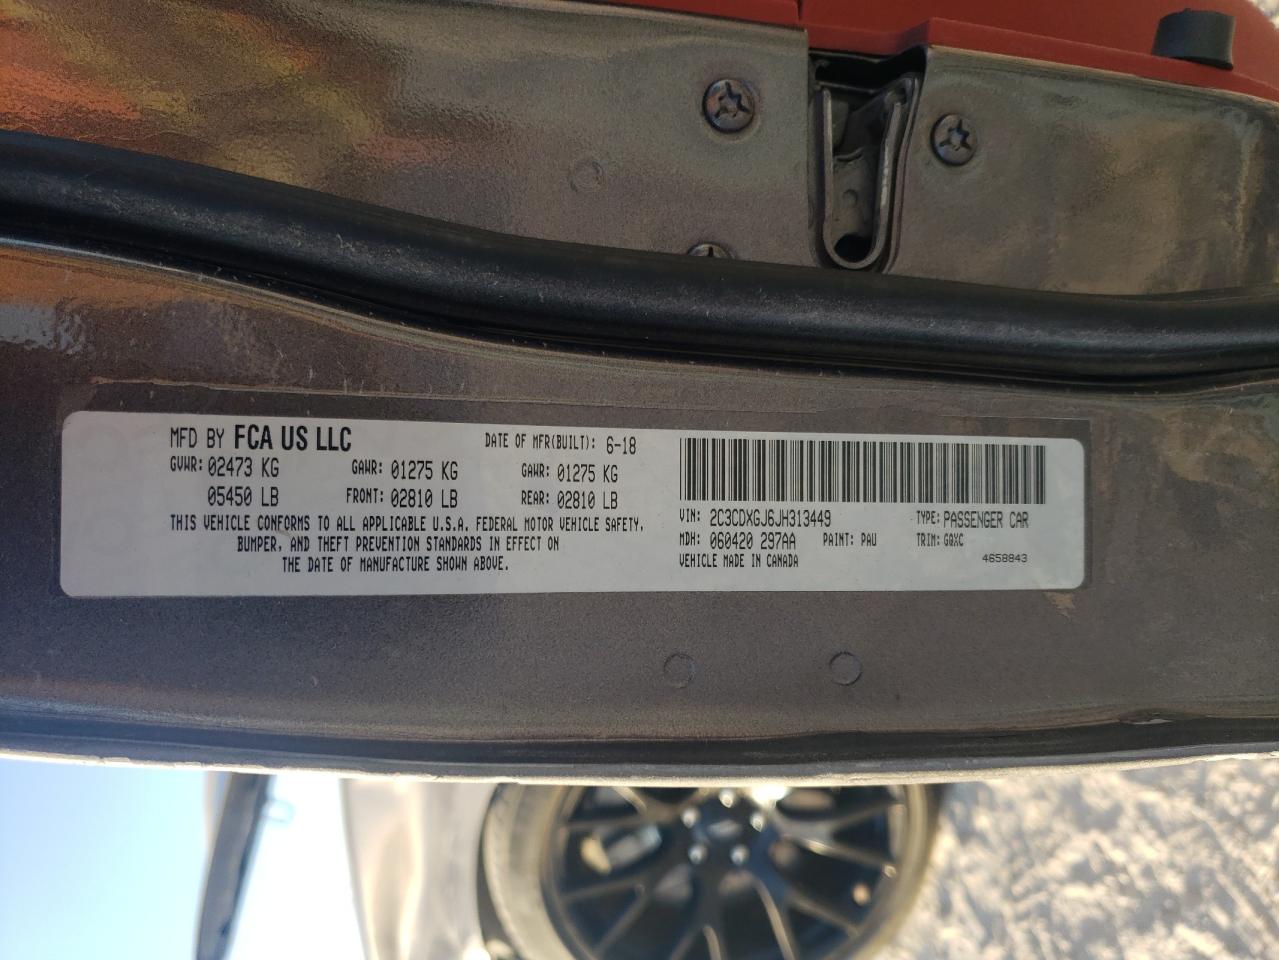 MFD BY FCA US LLC DATE OF MFR(BUILT): 6-18
GVWR: 02473 KG GAWR: 01275 KG GAWR: 01275 KG
05450 LB FRONT: 02810 LB REAR: 02810 LB
THIS VEHICLE CONFORMS TO ALL APPLICABLE U.S.A. FEDERAL MOTOR VEHICLE SAFETY,
BUMPER, AND THEFT PREVENTION STANDARDS IN EFFECT ON
THE DATE OF MANUFACTURE SHOWN ABOVE.
VIN: 2C3CDXGJ6JH313449 TYPE: PASSENGER CAR
MDH: 060420 297AA PAINT: PAU TRIM: GQXC
VEHICLE MADE IN CANADA 4658843